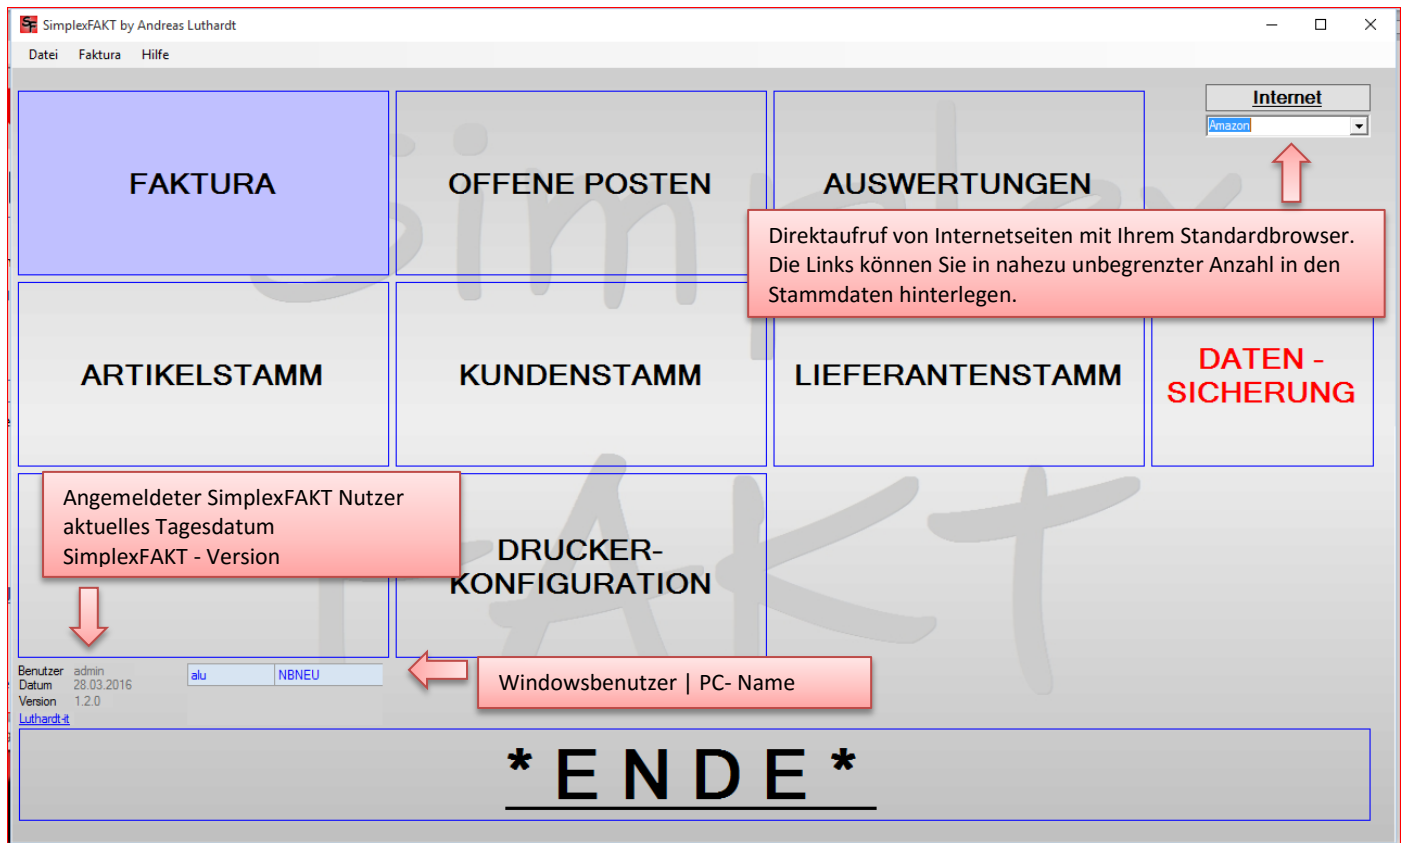 SimplexFAKT by Andreas Luthardt
Datei Faktura Hilfe
Internet
Amazon
FAKTURA
OFFENE POSTEN
AUSWERTUNGEN
Direktaufruf von Internetseiten mit Ihrem Standardbrowser.
Die Links können Sie in nahezu unbegrenzter Anzahl in den
Stammdaten hinterlegen.
ARTIKELSTAMM
KUNDENSTAMM
LIEFERANTENSTAMM
DATEN -
SICHERUNG
Angemeldeter SimplexFAKT Nutzer
aktuelles Tagesdatum
SimplexFAKT - Version
DRUCKER-
KONFIGURATION
Benutzer admin
Datum 28.03.2016
Version 1.2.0
Luthardt-it
alu NBNEU
Windowsbenutzer | PC- Name
* E N D E *
Simplex
FAKT